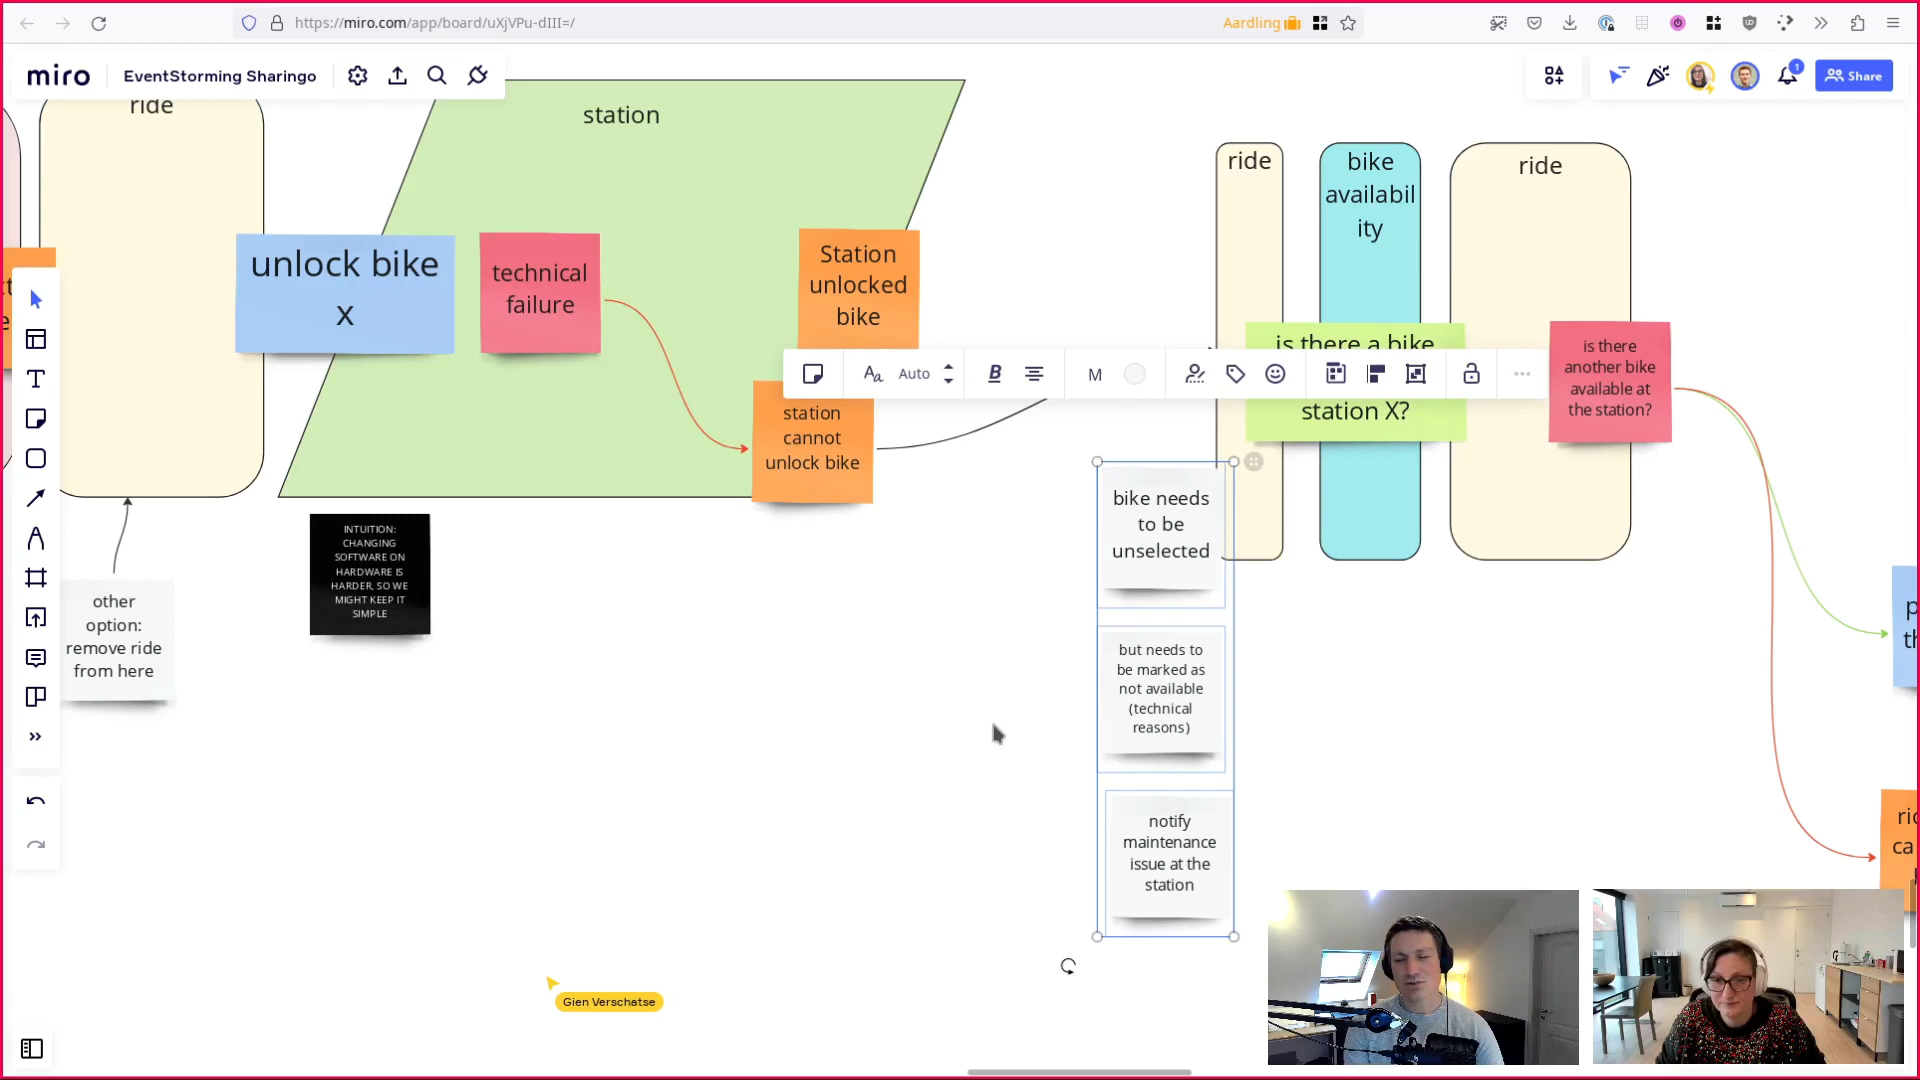 https://miro.com/app/board/uXjVPu-dIII=/
Aardling
miro
EventStorming Sharingo
1
Share
ride
station
unlock bike
x
technical
failure
Station
unlocked
bike
station
cannot
unlock bike
ride
bike
availabil
ity
ride
is there a bike
station X?
is there
another bike
available at
the station?
Auto
B
M
bike needs
to be
unselected
but needs to
be marked as
not available
(technical
reasons)
notify
maintenance
issue at the
station
INTUITION:
CHANGING
SOFTWARE ON
HARDWARE IS
HARDER, SO WE
MIGHT KEEP IT
SIMPLE
other
option:
remove ride
from here
Gien Verschatse